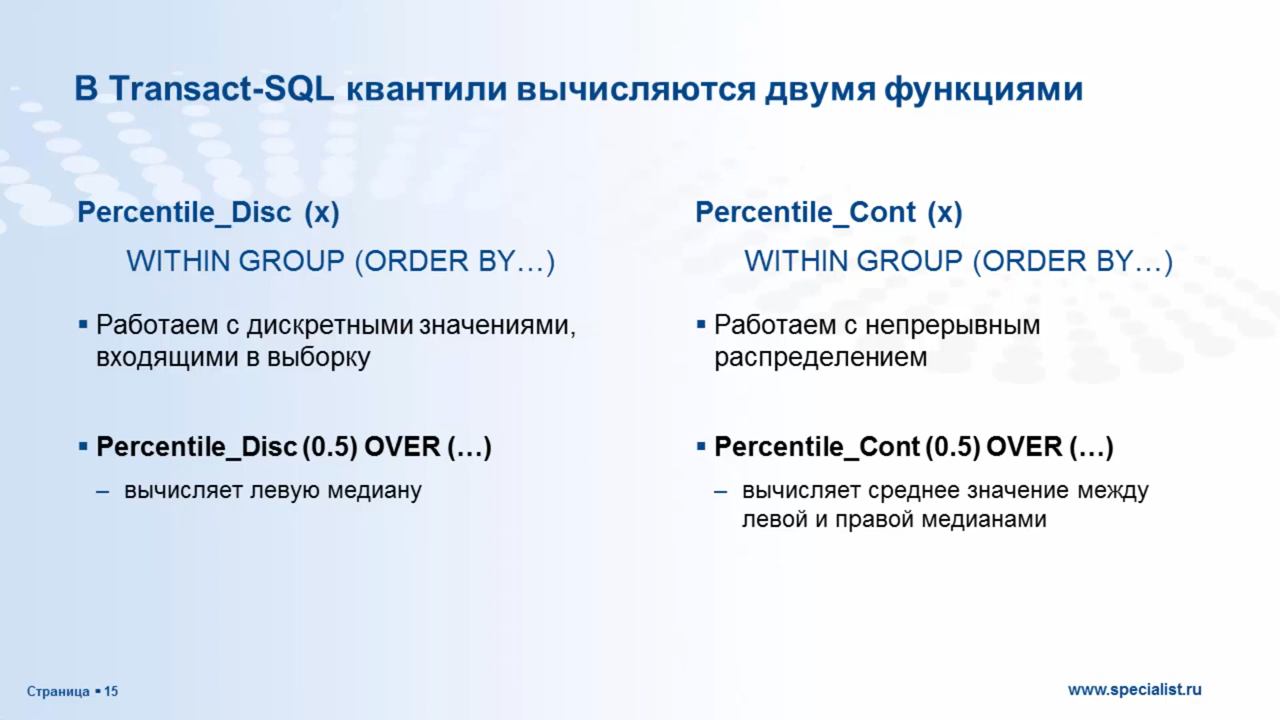 В Transact-SQL квантили вычисляются двумя функциями
Percentile_Disc (x)
WITHIN GROUP (ORDER BY…)
▪ Работаем с дискретными значениями,
входящими в выборку
▪ Percentile_Disc (0.5) OVER (…)
– вычисляет левую медиану
Percentile_Cont (x)
WITHIN GROUP (ORDER BY…)
▪ Работаем с непрерывным
распределением
▪ Percentile_Cont (0.5) OVER (…)
– вычисляет среднее значение между
левой и правой медианами
Страница ▪ 15
www.specialist.ru